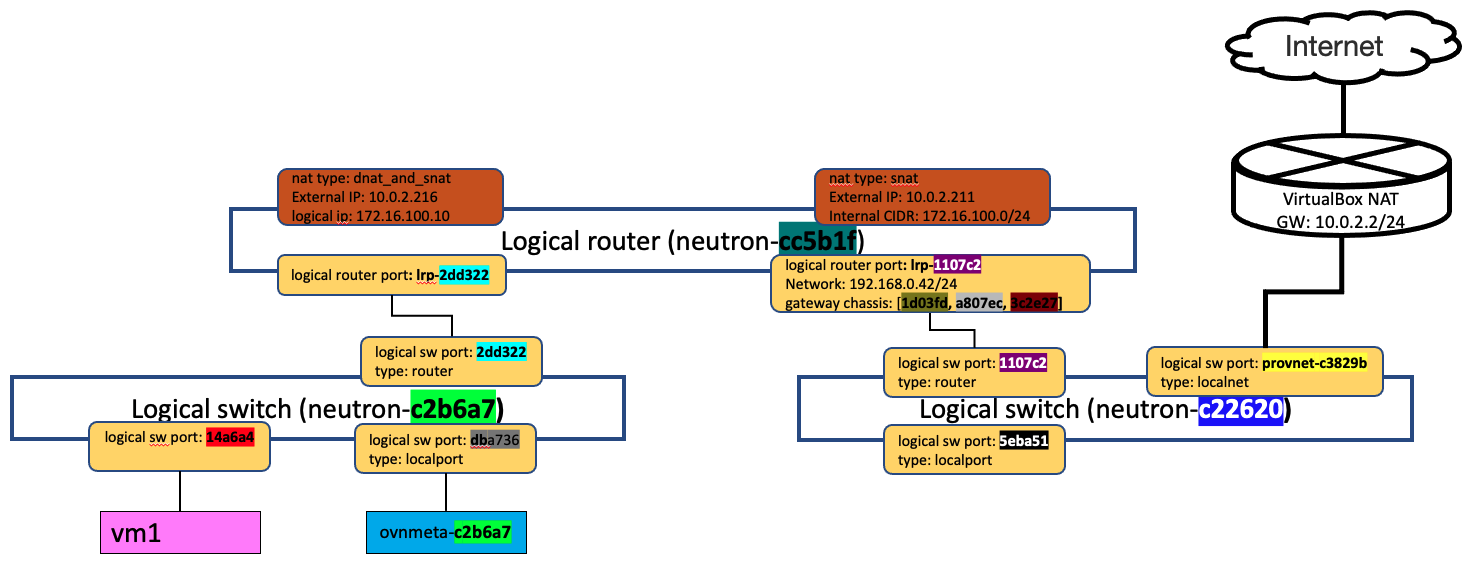 Internet
VirtualBox NAT
GW: 10.0.2.2/24
nat type: dnat_and_snat
External IP: 10.0.2.216
logical ip: 172.16.100.10
nat type: snat
External IP: 10.0.2.211
Internal CIDR: 172.16.100.0/24
Logical router (neutron-cc5b1f)
logical router port: lrp-2dd322
logical router port: lrp-1107c2
Network: 192.168.0.42/24
gateway chassis: [1d03fd, a807ec, 3c2e27]
logical sw port: 2dd322
type: router
Logical switch (neutron-c2b6a7)
logical sw port: 14a6a4
logical sw port: dba736
type: localport
vm1
ovnmeta-c2b6a7
logical sw port: 1107c2
type: router
logical sw port: provnet-c3829b
type: localnet
Logical switch (neutron-c22620)
logical sw port: 5eba51
type: localport